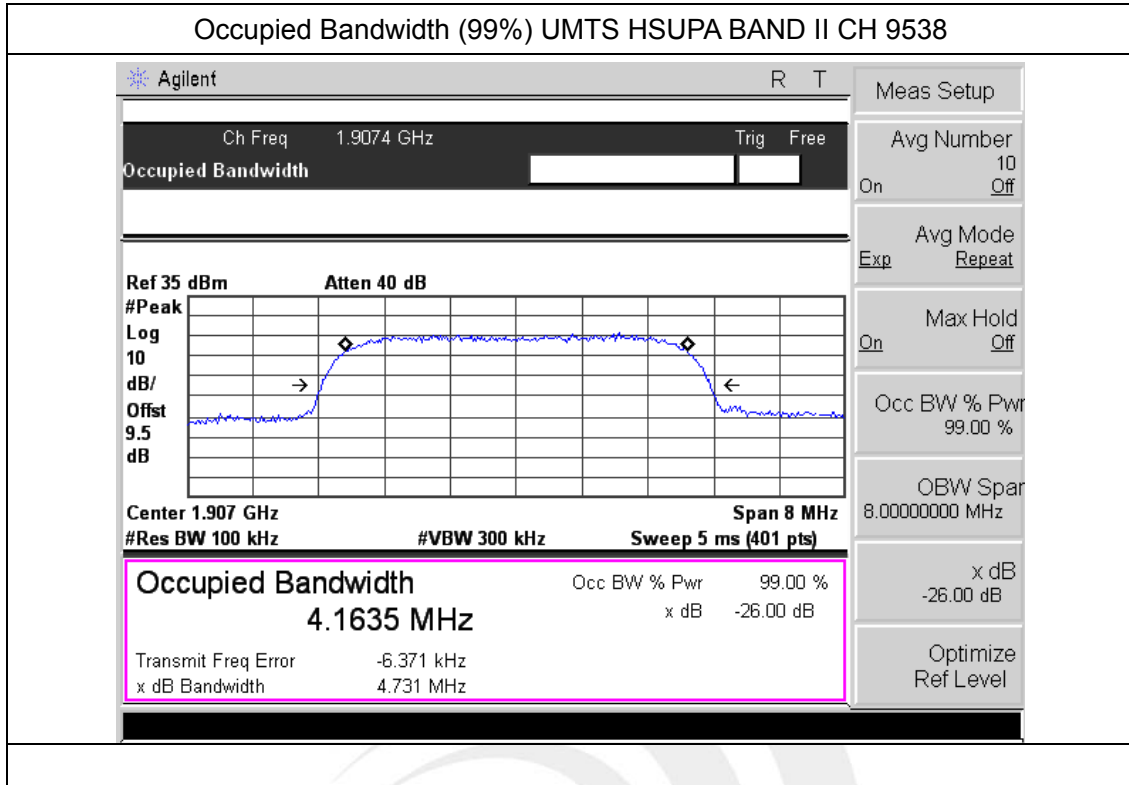 Occupied Bandwidth (99%) UMTS HSUPA BAND II CH 9538
Agilent R T
Ch Freq 1.9074 GHz Trig Free
Occupied Bandwidth
Ref 35 dBm Atten 40 dB
#Peak
Log
10
dB/
Offst
9.5
dB
Center 1.907 GHz Span 8 MHz
#Res BW 100 kHz #VBW 300 kHz Sweep 5 ms (401 pts)
Occupied Bandwidth Occ BW % Pwr 99.00 %
4.1635 MHz x dB -26.00 dB
Transmit Freq Error -6.371 kHz
x dB Bandwidth 4.731 MHz
Meas Setup
Avg Number
10
On Off
Avg Mode
Exp Repeat
Max Hold
On Off
Occ BW % Pwr
99.00 %
OBW Span
8.00000000 MHz
x dB
-26.00 dB
Optimize
Ref Level